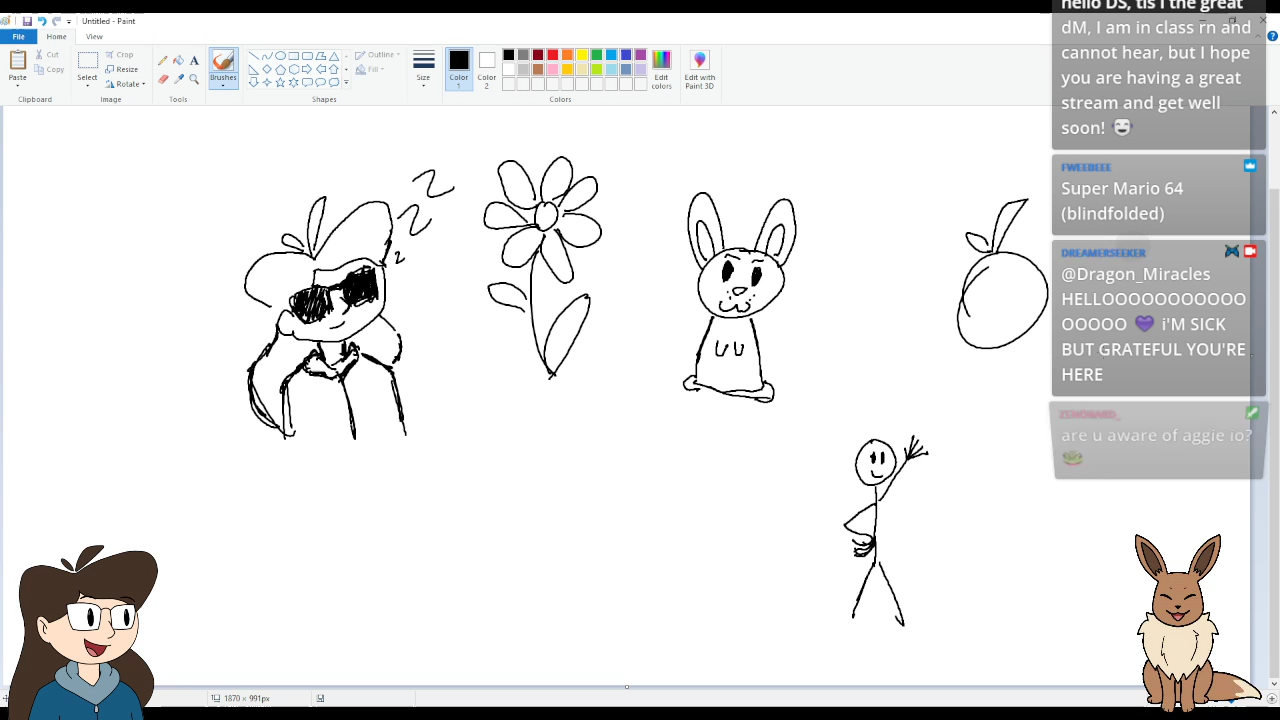 Untitled - Paint
File
Home
View
Paste
Cut
Copy
Clipboard
Select
Crop
Resize
Rotate
Image
A
Tools
Brushes
Shapes
Outline
Fill
Size
Color
1
Color
2
Edit
colors
Colors
Edit with
Paint 3D
z
z
z
hello DS, tis I the great
dM, I am in class rn and
cannot hear, but I hope
you are having a great
stream and get well
soon!
FWEEIEEE
Super Mario 64
(blindfolded)
DREAMERSEEKER
@Dragon_Miracles
HELLOOOOOOOOOOO
OOOOO 💜 i'M SICK
BUT GRATEFUL YOU'RE
HERE
are u aware of aggie io?
1870 × 991px